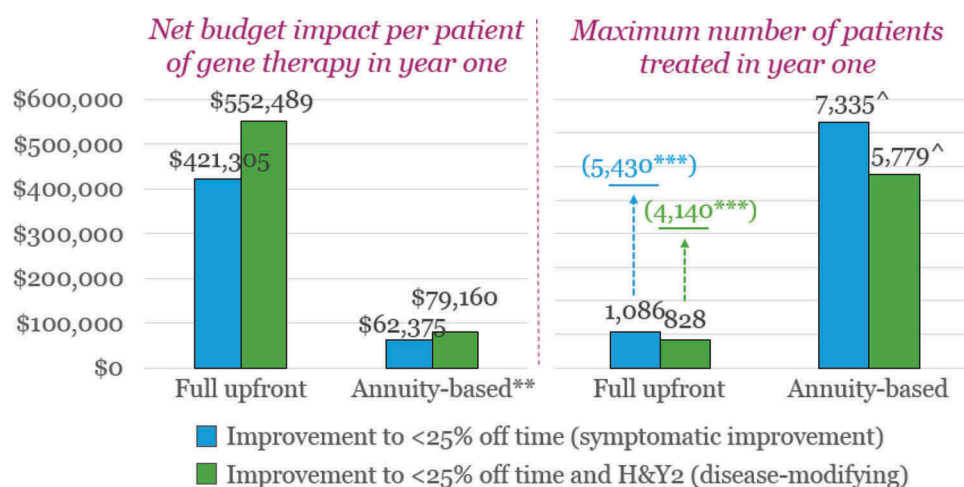 Net budget impact per patient
of gene therapy in year one
$600,000
$500,000
$400,000
$300,000
$200,000
$100,000
$0
$552,489
$421,305
$79,160
$62,375
Full upfront
Annuity-based**
Maximum number of patients
treated in year one
7,335^
5,779^
(5,430***)
(4,140***)
1,086
828
Full upfront
Annuity-based
Improvement to <25% off time (symptomatic improvement)
Improvement to <25% off time and H&Y2 (disease-modifying)